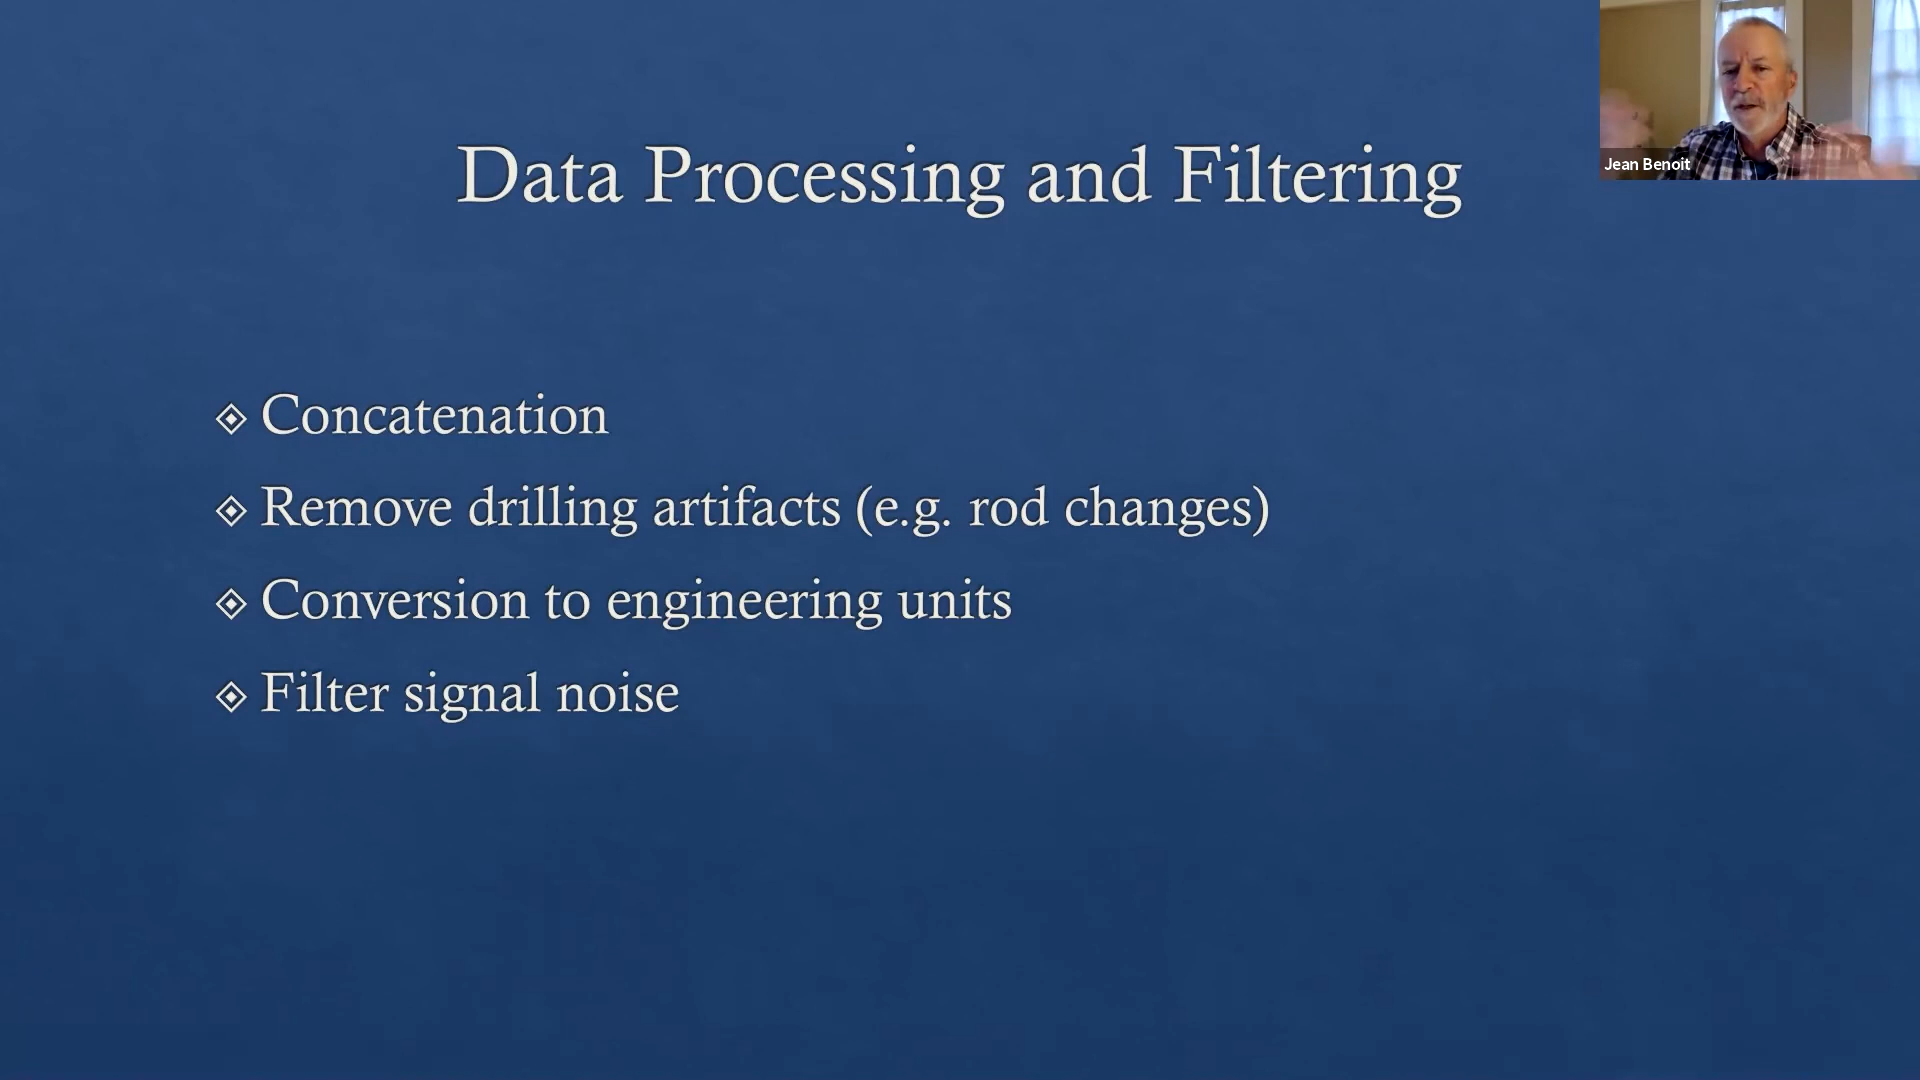 Data Processing and Filtering
Jean Benoit
Concatenation
Remove drilling artifacts (e.g. rod changes)
Conversion to engineering units
Filter signal noise